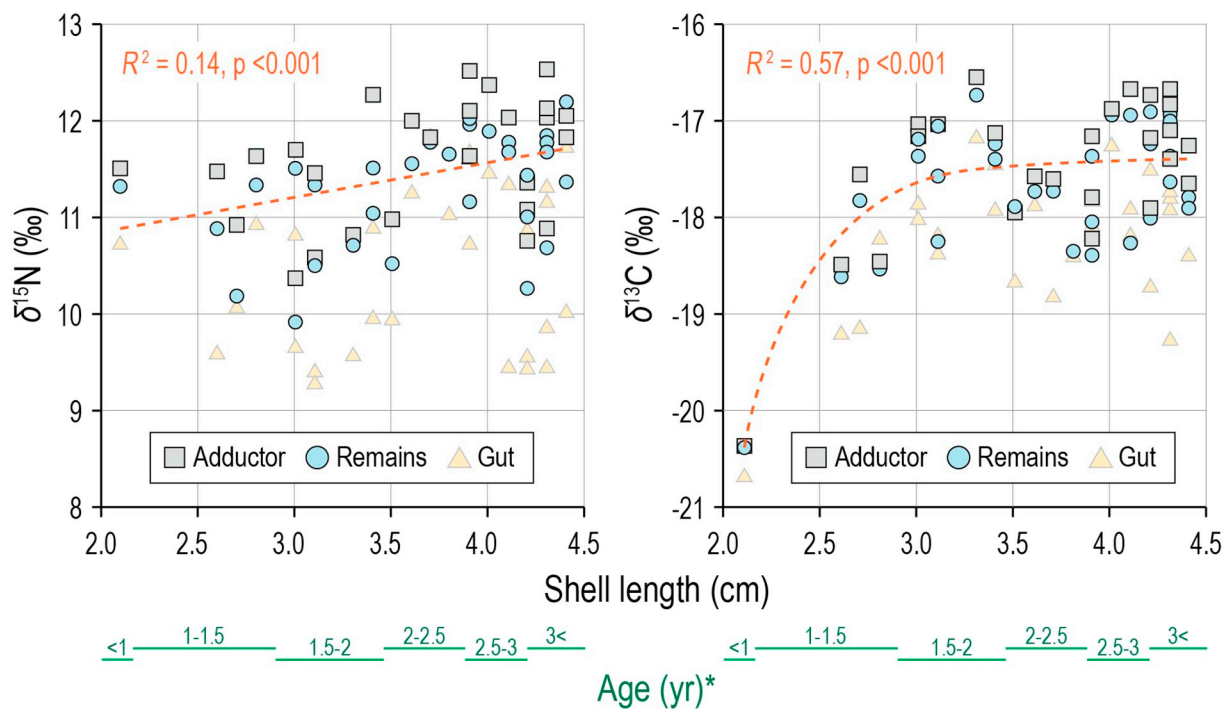 13
12
11
10
9
8
δ¹⁵N (‰)
R² = 0.14, p <0.001
Adductor Remains Gut
2.0 2.5 3.0 3.5 4.0 4.5
-16
-17
-18
-19
-20
-21
δ¹³C (‰)
R² = 0.57, p <0.001
Adductor Remains Gut
2.0 2.5 3.0 3.5 4.0 4.5
Shell length (cm)
<1 1-1.5 1.5-2 2-2.5 2.5-3 3<
<1 1-1.5 1.5-2 2-2.5 2.5-3 3<
Age (yr)*